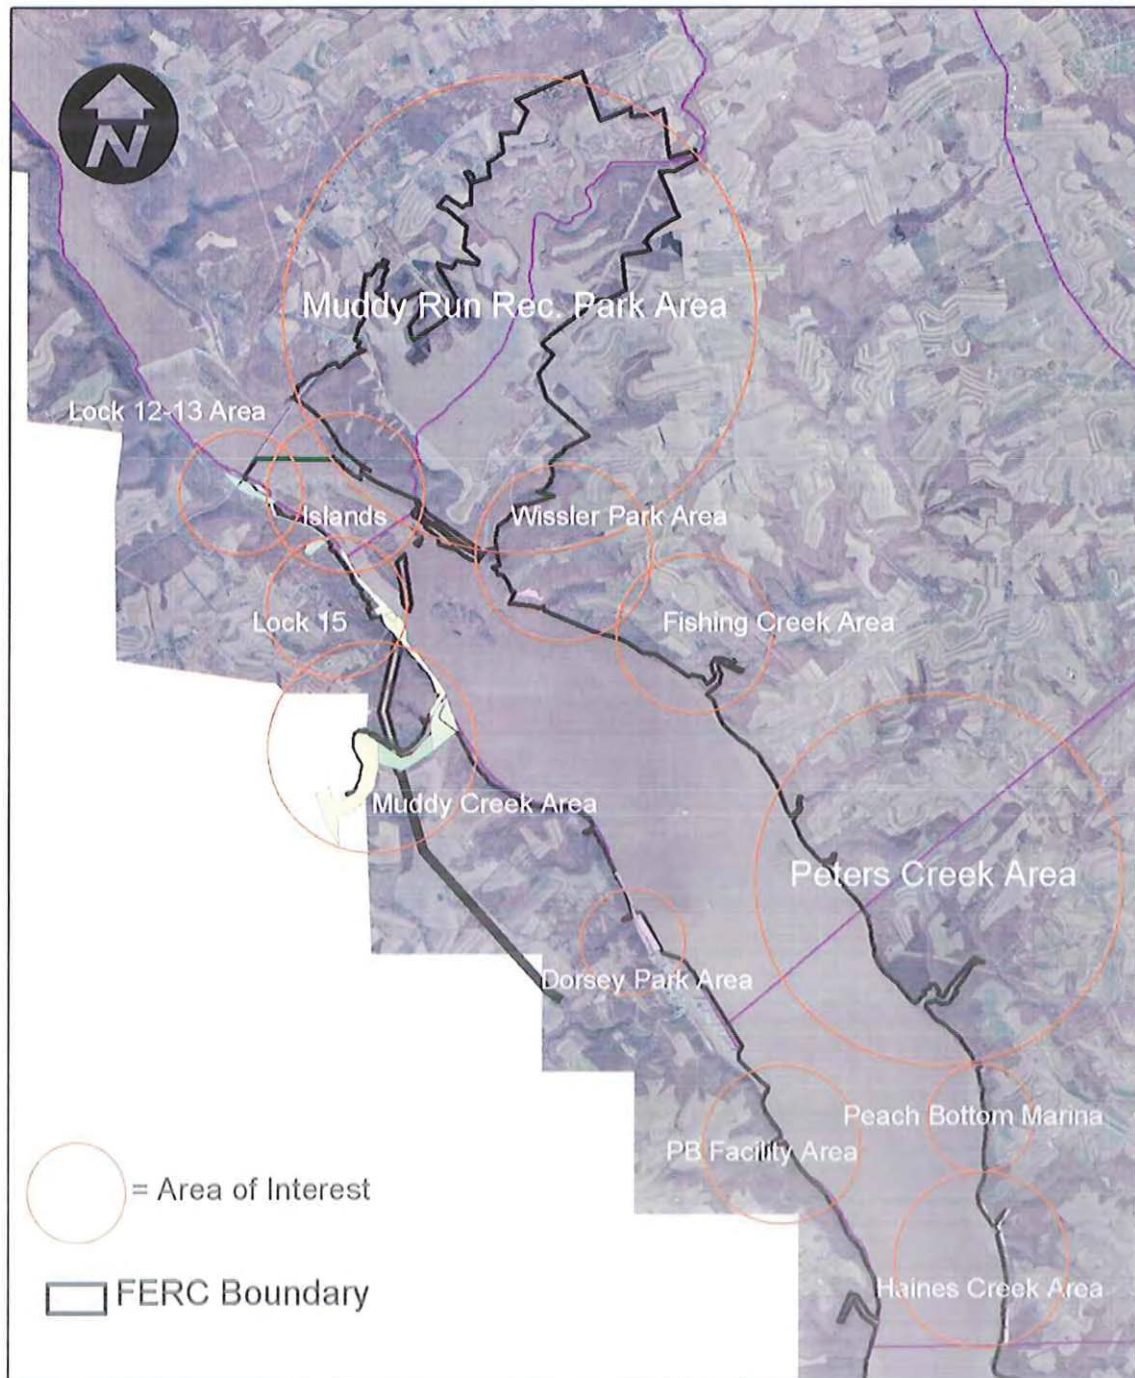 N
Muddy Run Rec. Park Area
Lock 12-13 Area
Islands
Wissler Park Area
Lock 15
Fishing Creek Area
Muddy Creek Area
Peters Creek Area
Dorsey Park Area
Peach Bottom Marina
PB Facility Area
= Area of Interest
Haines Creek Area
FERC Boundary